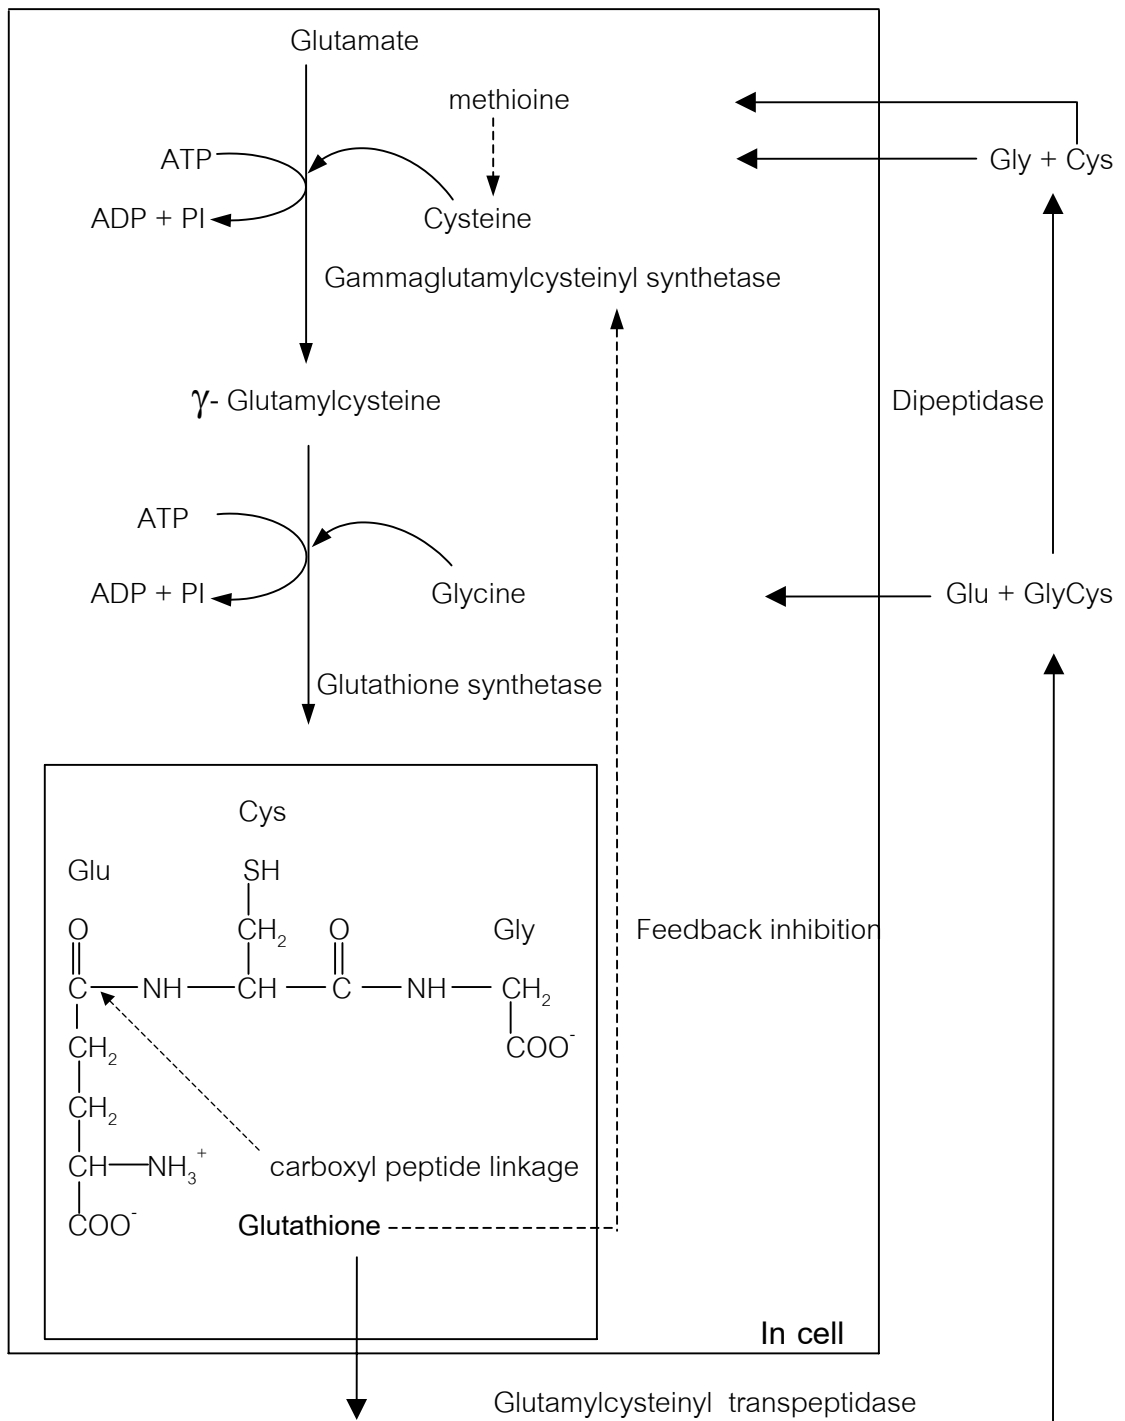 Glutamate
methioine
ATP
Gly + Cys
ADP + PI
Cysteine
Gammaglutamylcysteinyl synthetase
γ- Glutamylcysteine
Dipeptidase
ATP
ADP + PI
Glycine
Glu + GlyCys
Glutathione synthetase
Cys
Glu
SH
O
CH2
O
Gly
Feedback inhibition
C
NH
CH
C
NH
CH2
CH2
COO-
CH2
CH
NH3+
carboxyl peptide linkage
COO-
Glutathione
In cell
Glutamylcysteinyl transpeptidase